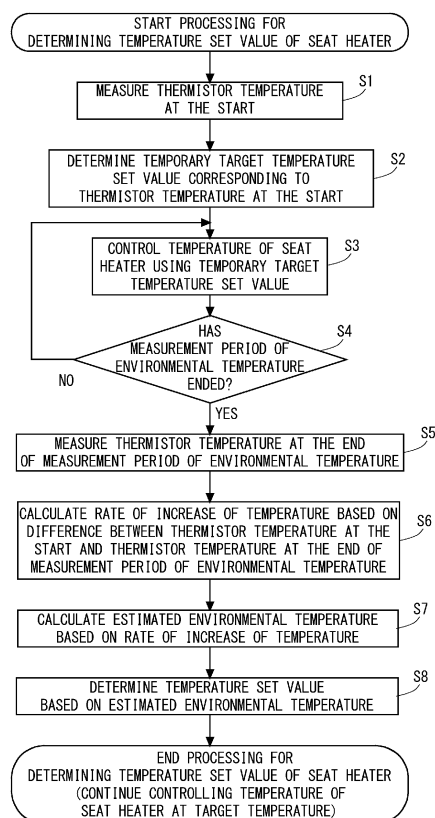 START PROCESSING FOR
DETERMINING TEMPERATURE SET VALUE OF SEAT HEATER
S1
MEASURE THERMISTOR TEMPERATURE
AT THE START
S2
DETERMINE TEMPORARY TARGET TEMPERATURE
SET VALUE CORRESPONDING TO
THERMISTOR TEMPERATURE AT THE START
S3
CONTROL TEMPERATURE OF SEAT
HEATER USING TEMPORARY TARGET
TEMPERATURE SET VALUE
S4
HAS
MEASUREMENT PERIOD OF
ENVIRONMENTAL TEMPERATURE
ENDED?
NO
YES
S5
MEASURE THERMISTOR TEMPERATURE AT THE END
OF MEASUREMENT PERIOD OF ENVIRONMENTAL TEMPERATURE
S6
CALCULATE RATE OF INCREASE OF TEMPERATURE BASED ON
DIFFERENCE BETWEEN THERMISTOR TEMPERATURE AT THE
START AND THERMISTOR TEMPERATURE AT THE END OF
MEASUREMENT PERIOD OF ENVIRONMENTAL TEMPERATURE
S7
CALCULATE ESTIMATED ENVIRONMENTAL TEMPERATURE
BASED ON RATE OF INCREASE OF TEMPERATURE
S8
DETERMINE TEMPERATURE SET VALUE
BASED ON ESTIMATED ENVIRONMENTAL TEMPERATURE
END PROCESSING FOR
DETERMINING TEMPERATURE SET VALUE OF SEAT HEATER
(CONTINUE CONTROLLING TEMPERATURE OF
SEAT HEATER AT TARGET TEMPERATURE)